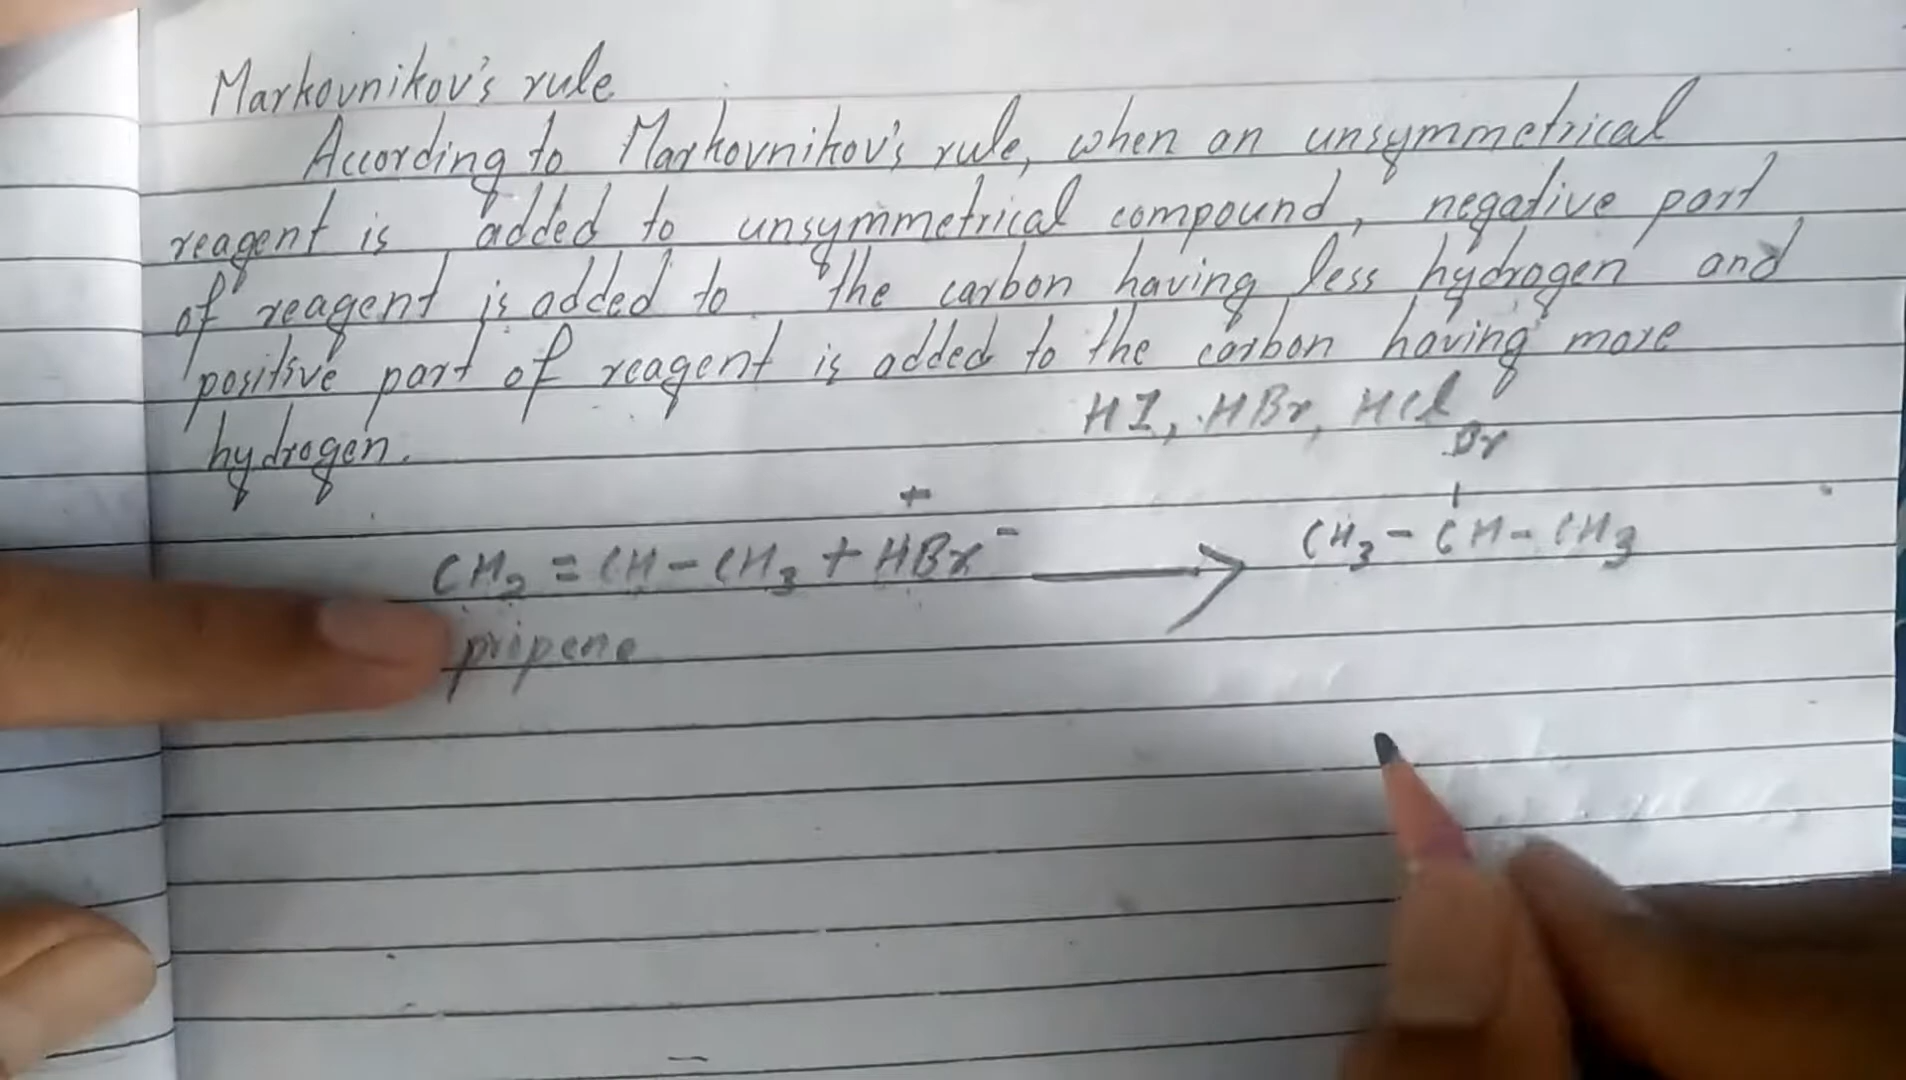 Markovnikov's rule
According to Markovnikov's rule, when an unsymmetrical
reagent is added to unsymmetrical compound, negative part
of reagent is added to the carbon having less hydrogen and
positive part of reagent is added to the carbon having more
hydrogen.
HI, HBr, HCl
Br
+
CH₂ = CH - CH₃ + HBr⁻ ⟶ CH₃ - CH - CH₃
propene